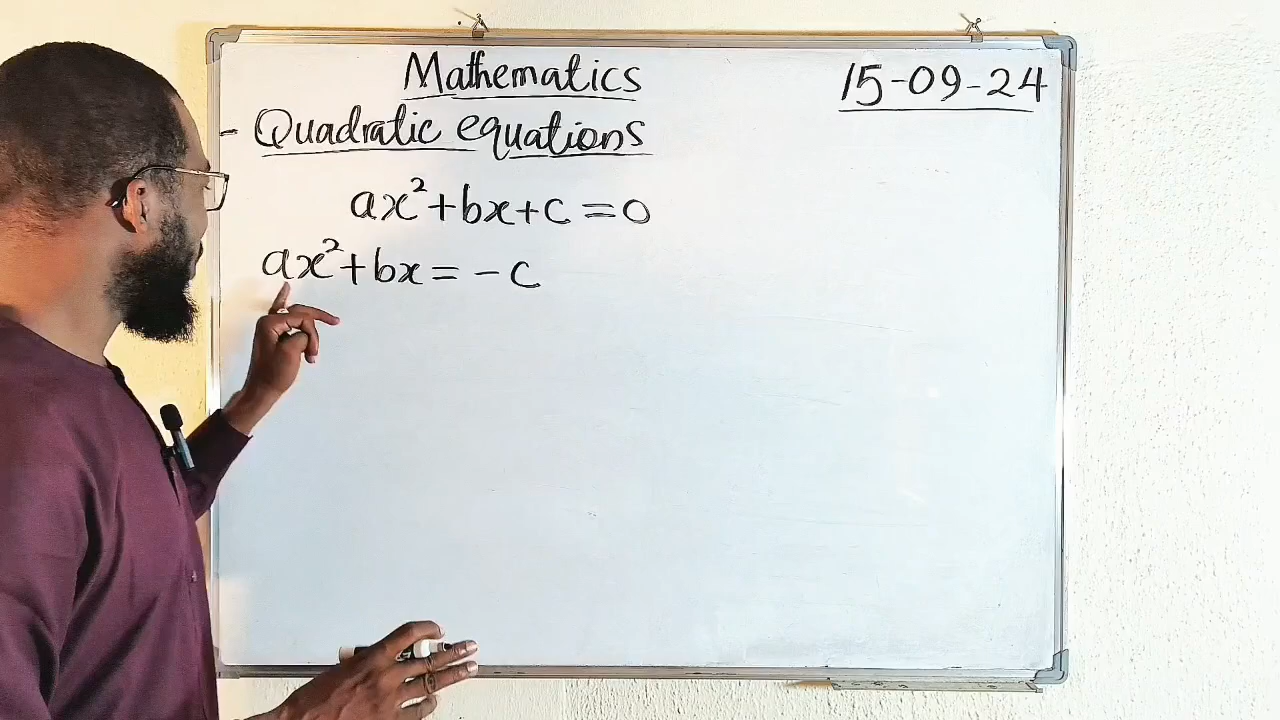 Mathematics
15-09-24
- Quadratic equations
ax²+bx+c=0
ax²+bx=-c